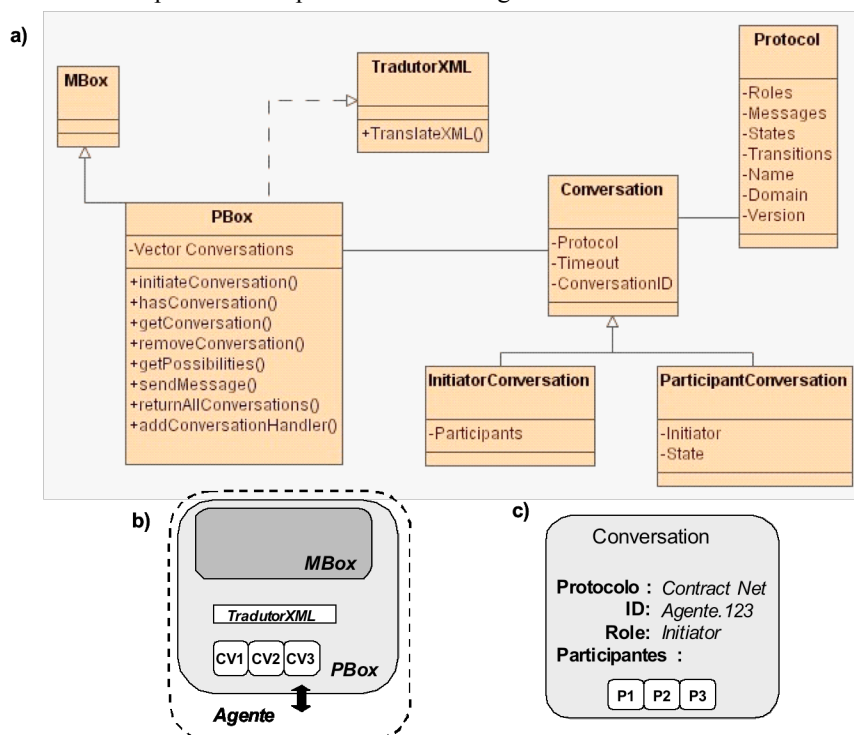 a)
MBox
TradutorXML
+TranslateXML()
Protocol
-Roles
-Messages
-States
-Transitions
-Name
-Domain
-Version
PBox
-Vector Conversations
+initiateConversation()
+hasConversation()
+getConversation()
+removeConversation()
+getPossibilities()
+sendMessage()
+returnAllConversations()
+addConversationHandler()
Conversation
-Protocol
-Timeout
-ConversationID
InitiatorConversation
-Participants
ParticipantConversation
-Initiator
-State
b)
MBox
TradutorXML
CV1 CV2 CV3
PBox
Agente
c)
Conversation
Protocolo : Contract Net
ID: Agente.123
Role: Initiator
Participantes :
P1 P2 P3